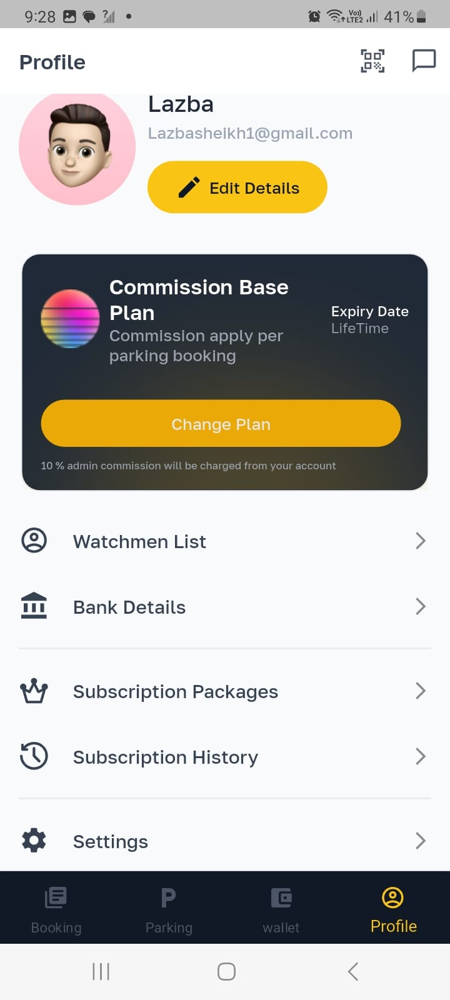 9:28
?
Vo))
LTE2
41%
Profile
Lazba
Lazbasheikh1@gmail.com
Edit Details
Commission Base
Plan
Commission apply per
parking booking
Expiry Date
LifeTime
Change Plan
10 % admin commission will be charged from your account
Watchmen List
Bank Details
Subscription Packages
Subscription History
Settings
P
Booking
Parking
wallet
Profile